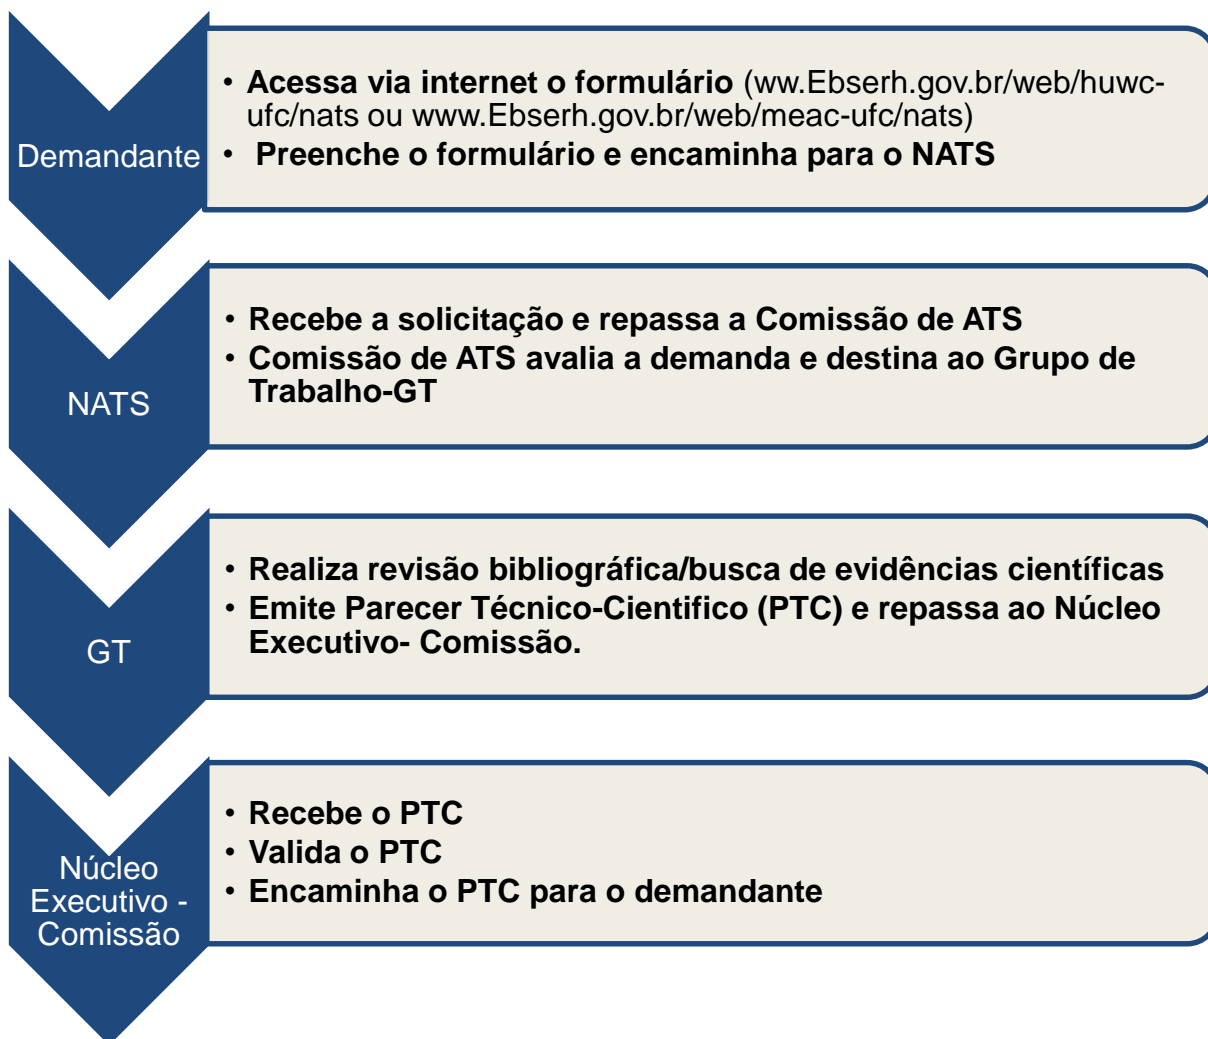 Demandante
• Acessa via internet o formulário (ww.Ebserh.gov.br/web/huwc-
ufc/nats ou www.Ebserh.gov.br/web/meac-ufc/nats)
• Preenche o formulário e encaminha para o NATS
NATS
• Recebe a solicitação e repassa a Comissão de ATS
• Comissão de ATS avalia a demanda e destina ao Grupo de
Trabalho-GT
GT
• Realiza revisão bibliográfica/busca de evidências científicas
• Emite Parecer Técnico-Cientifico (PTC) e repassa ao Núcleo
Executivo- Comissão.
Núcleo
Executivo -
Comissão
• Recebe o PTC
• Valida o PTC
• Encaminha o PTC para o demandante